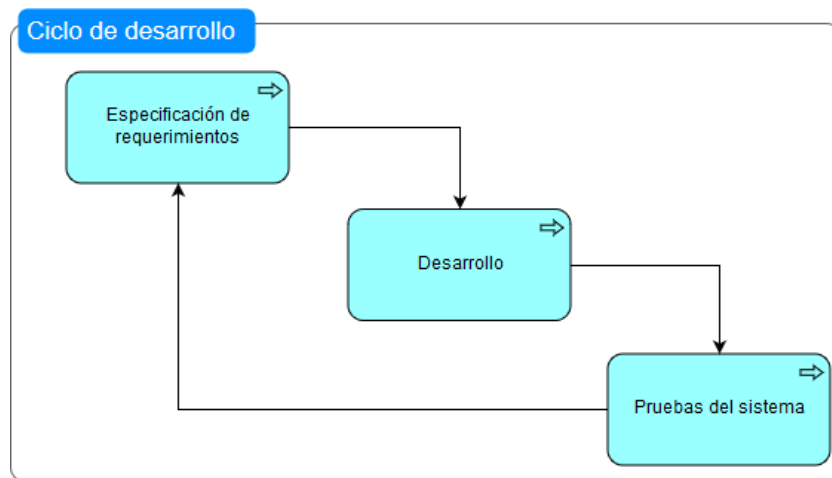 Ciclo de desarrollo
Especificación de
requerimientos
Desarrollo
Pruebas del sistema